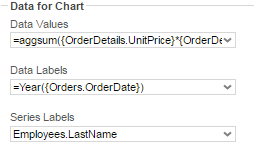 Data for Chart
Data Values
=aggsum({OrderDetails.UnitPrice}*{OrderDe
Data Labels
=Year({Orders.OrderDate})
Series Labels
Employees.LastName